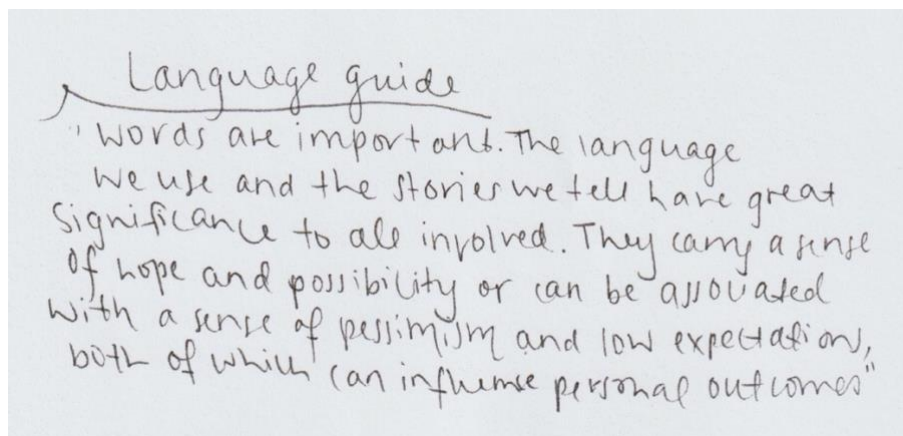 Language guide
"Words are important. The language
we use and the stories we tell have great
significance to all involved. They carry a sense
of hope and possibility or can be associated
with a sense of pessimism and low expectations,
both of which can influence personal outcomes"